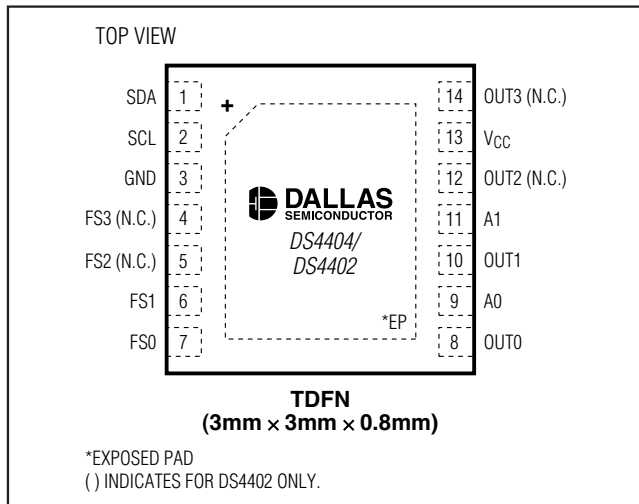 TOP VIEW
SDA 1
SCL 2
GND 3
FS3 (N.C.) 4
FS2 (N.C.) 5
FS1 6
FS0 7
+
DALLAS
SEMICONDUCTOR
DS4404/
DS4402
*EP
14 OUT3 (N.C.)
13 VCC
12 OUT2 (N.C.)
11 A1
10 OUT1
9 A0
8 OUT0
TDFN
(3mm × 3mm × 0.8mm)
*EXPOSED PAD
( ) INDICATES FOR DS4402 ONLY.